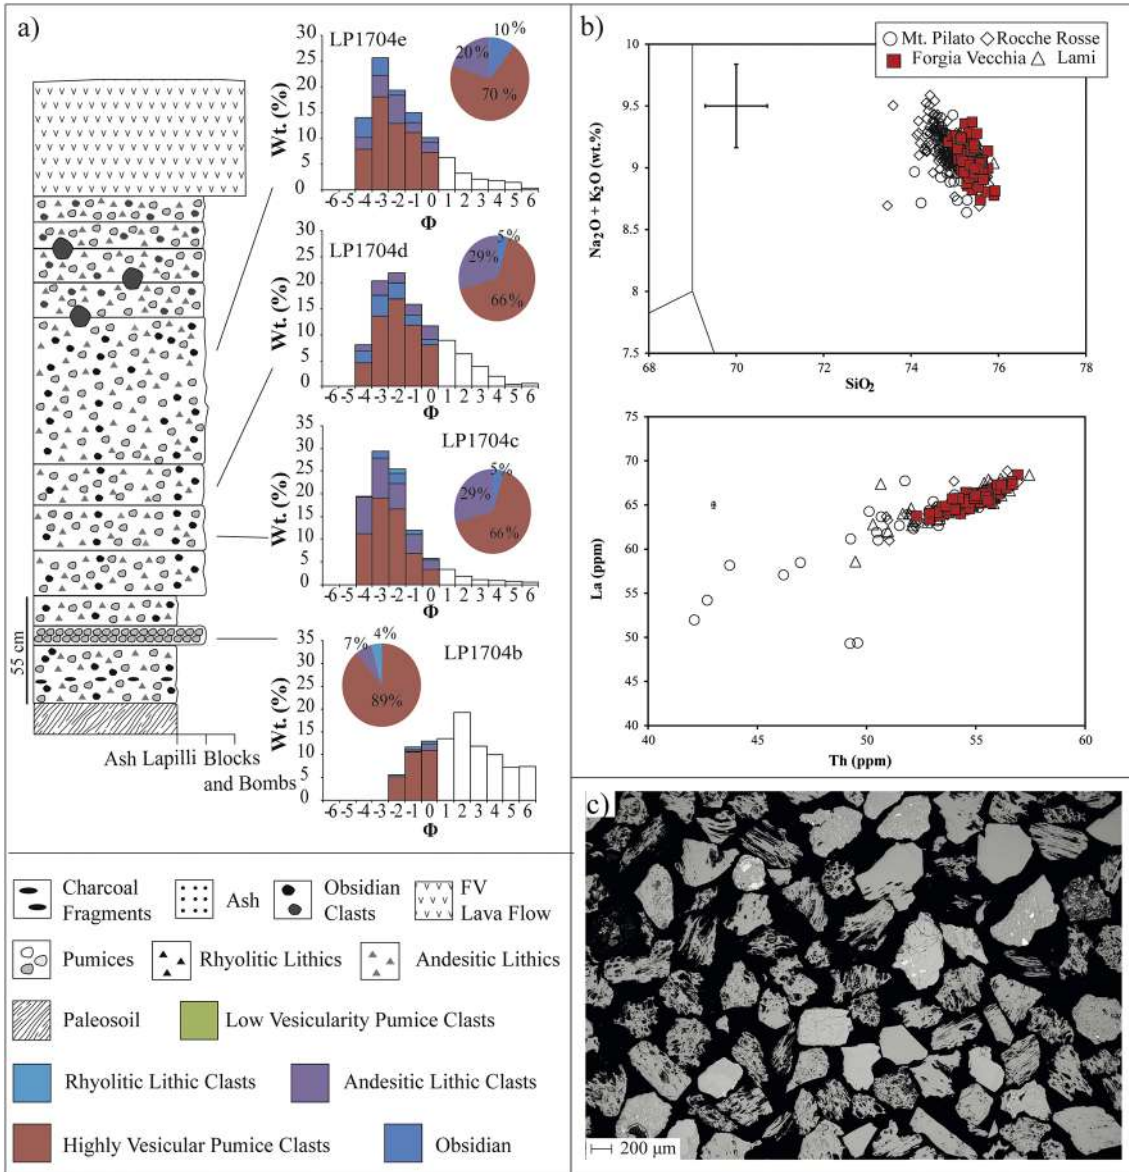 a)
55 cm
Ash Lapilli Blocks
and Bombs
LP1704e
Wt. (%)
30
25
20
15
10
5
0
-6 -5 -4 -3 -2 -1 0 1 2 3 4 5 6
Φ
10%
20%
70 %
LP1704d
Wt. (%)
30
25
20
15
10
5
0
-6 -5 -4 -3 -2 -1 0 1 2 3 4 5 6
Φ
5%
29%
66%
LP1704c
Wt. (%)
35
30
25
20
15
10
5
0
-6 -5 -4 -3 -2 -1 0 1 2 3 4 5 6
Φ
5%
29%
66%
LP1704b
Wt. (%)
35
30
25
20
15
10
5
0
-6 -5 -4 -3 -2 -1 0 1 2 3 4 5 6
Φ
4%
7%
89%
Charcoal
Fragments
Ash
Obsidian
Clasts
FV
Lava Flow
Pumices
Rhyolitic Lithics
Andesitic Lithics
Paleosoil
Low Vesicularity Pumice Clasts
Rhyolitic Lithic Clasts
Andesitic Lithic Clasts
Highly Vesicular Pumice Clasts
Obsidian
b)
Mt. Pilato Rocche Rosse
Forgia Vecchia Lami
Na₂O + K₂O (wt.%)
10
9.5
9
8.5
8
7.5
68 70 72 74 76 78
SiO₂
La (ppm)
75
70
65
60
55
50
45
40
40 45 50 55 60
Th (ppm)
c)
200 μm